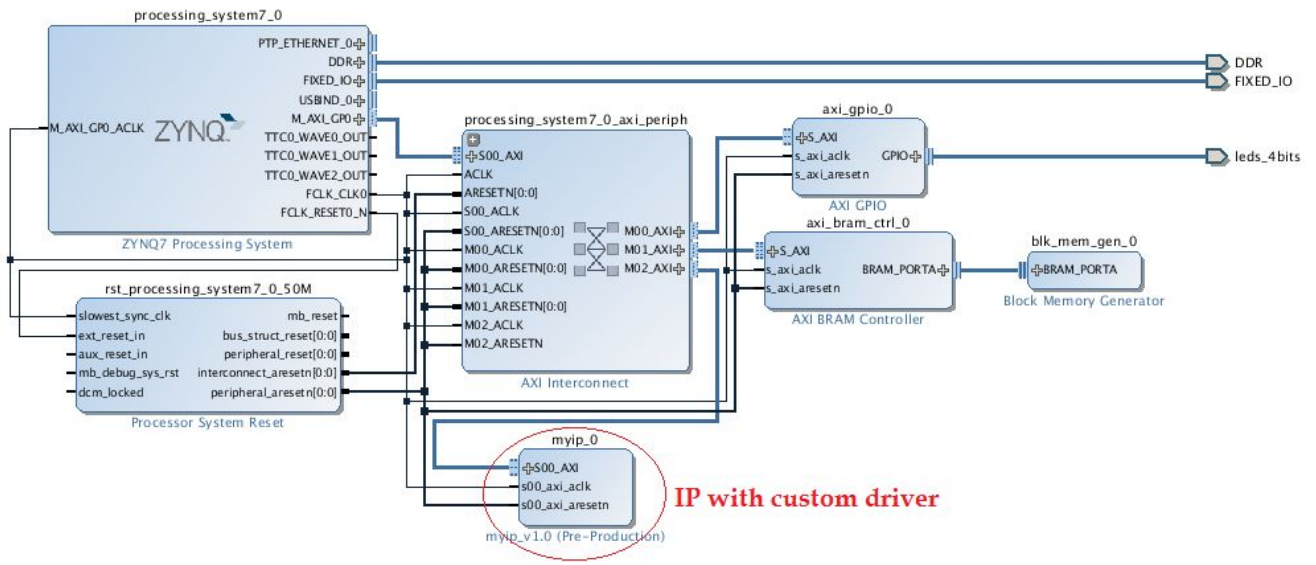 processing_system7_0
PTP_ETHERNET_0
DDR
FIXED_IO
USBIND_0
M_AXI_GP0
TTC0_WAVE0_OUT
TTC0_WAVE1_OUT
TTC0_WAVE2_OUT
FCLK_CLK0
FCLK_RESET0_N
M_AXI_GP0_ACLK
ZYNQ
ZYNQ7 Processing System
rst_processing_system7_0_50M
slowest_sync_clk
ext_reset_in
aux_reset_in
mb_debug_sys_rst
dcm_locked
mb_reset
bus_struct_reset[0:0]
peripheral_reset[0:0]
interconnect_aresetn[0:0]
peripheral_aresetn[0:0]
Processor System Reset
processing_system7_0_axi_periph
S00_AXI
ACLK
ARESETN[0:0]
S00_ACLK
S00_ARESETN[0:0]
M00_ACLK
M00_ARESETN[0:0]
M01_ACLK
M01_ARESETN[0:0]
M02_ACLK
M02_ARESETN
M00_AXI
M01_AXI
M02_AXI
AXI Interconnect
axi_gpio_0
S_AXI
s_axi_aclk
s_axi_aresetn
GPIO
AXI GPIO
axi_bram_ctrl_0
S_AXI
s_axi_aclk
s_axi_aresetn
BRAM_PORTA
AXI BRAM Controller
blk_mem_gen_0
BRAM_PORTA
Block Memory Generator
DDR
FIXED_IO
leds_4bits
myip_0
S00_AXI
s00_axi_aclk
s00_axi_aresetn
myip_v1.0 (Pre-Production)
IP with custom driver